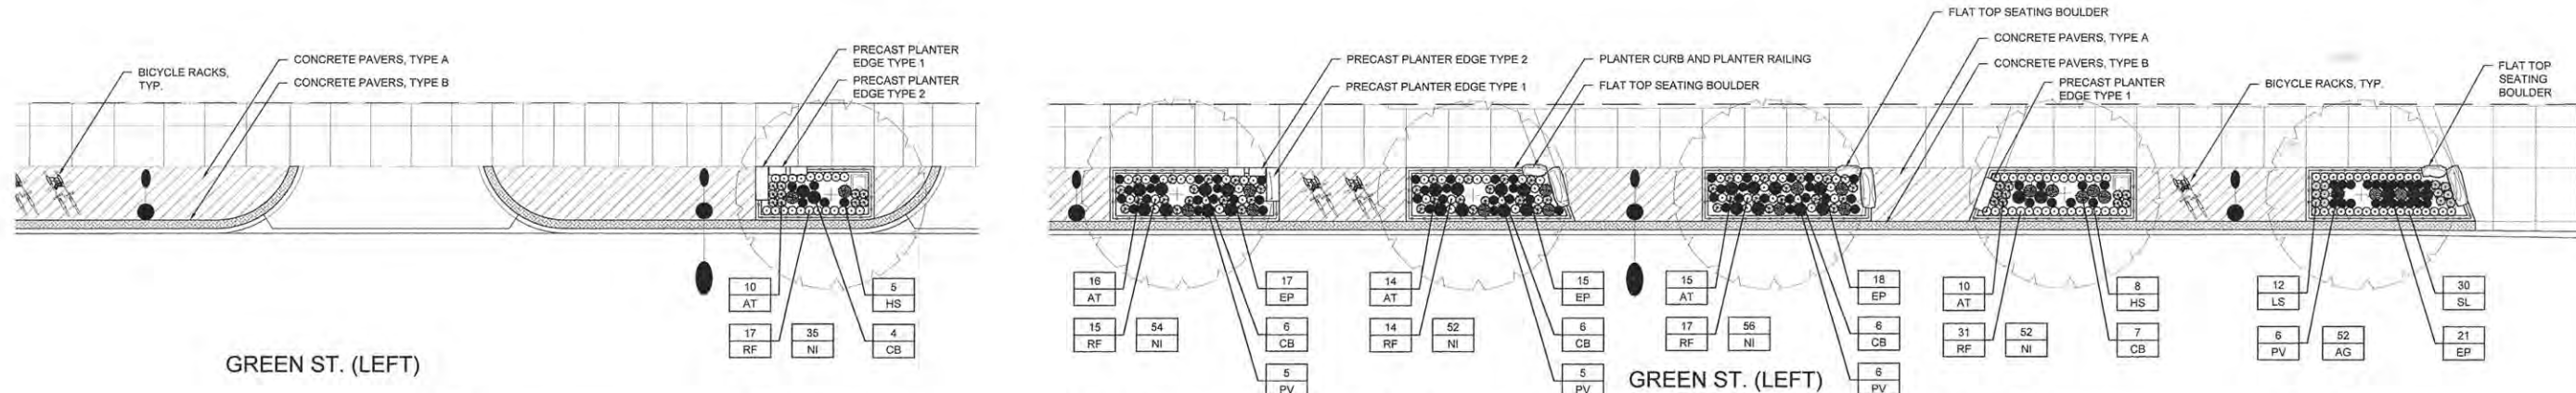 BICYCLE RACKS,
TYP.
CONCRETE PAVERS, TYPE A
CONCRETE PAVERS, TYPE B
PRECAST PLANTER
EDGE TYPE 1
PRECAST PLANTER
EDGE TYPE 2
10
AT
5
HS
17
RF
35
NI
4
CB
GREEN ST. (LEFT)
PRECAST PLANTER EDGE TYPE 2
PRECAST PLANTER EDGE TYPE 1
PLANTER CURB AND PLANTER RAILING
FLAT TOP SEATING BOULDER
FLAT TOP SEATING BOULDER
CONCRETE PAVERS, TYPE A
CONCRETE PAVERS, TYPE B
PRECAST PLANTER
EDGE TYPE 1
BICYCLE RACKS, TYP.
FLAT TOP
SEATING
BOULDER
16
AT
17
EP
15
RF
54
NI
6
CB
5
PV
14
AT
15
EP
14
RF
52
NI
6
CB
5
PV
15
AT
18
EP
17
RF
56
NI
6
CB
6
PV
10
AT
8
HS
31
RF
52
NI
7
CB
12
LS
30
SL
6
PV
52
AG
21
EP
GREEN ST. (LEFT)